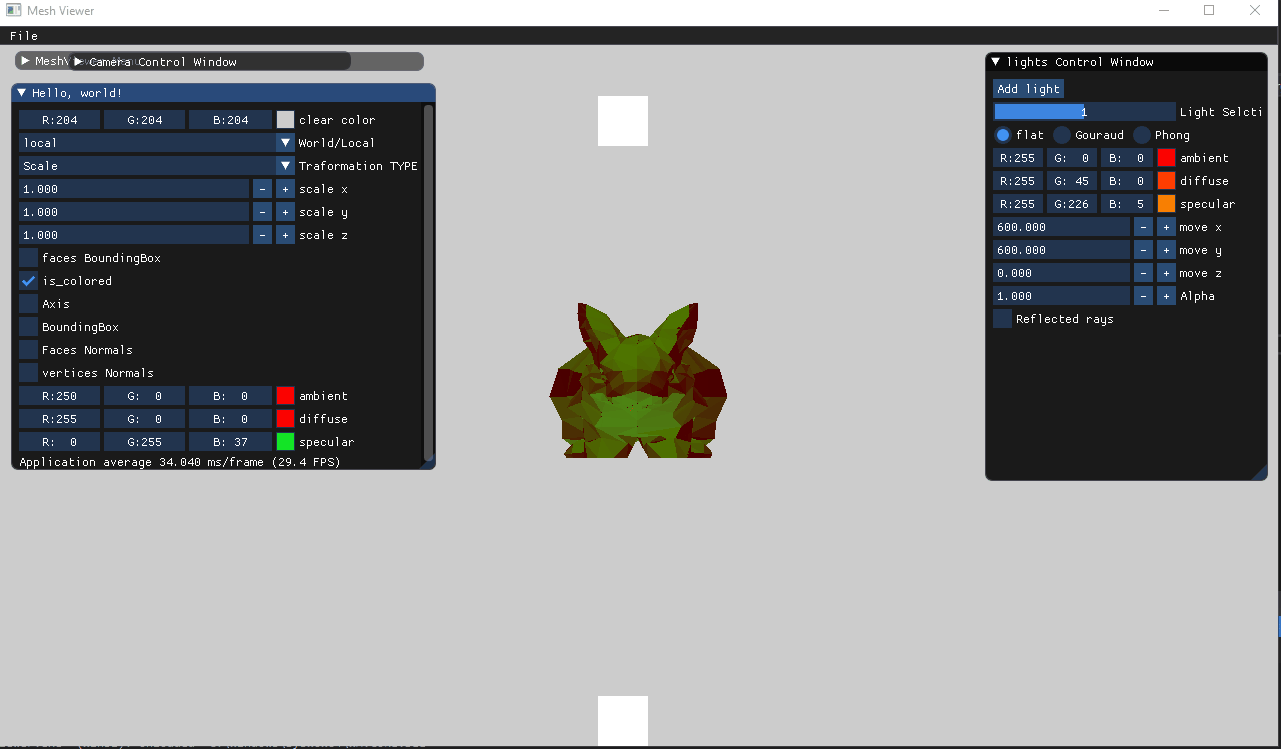 Mesh Viewer
File
MeshV
Camera Control Window
Hello, world!
R:204 G:204 B:204 clear color
local World/Local
Scale Traformation TYPE
1.000 - + scale x
1.000 - + scale y
1.000 - + scale z
faces BoundingBox
is_colored
Axis
BoundingBox
Faces Normals
vertices Normals
R:250 G: 0 B: 0 ambient
R:255 G: 0 B: 0 diffuse
R: 0 G:255 B: 37 specular
Application average 34.040 ms/frame (29.4 FPS)
lights Control Window
Add light
1 Light Selcti
flat Gouraud Phong
R:255 G: 0 B: 0 ambient
R:255 G: 45 B: 0 diffuse
R:255 G:226 B: 5 specular
600.000 - + move x
600.000 - + move y
0.000 - + move z
1.000 - + Alpha
Reflected rays